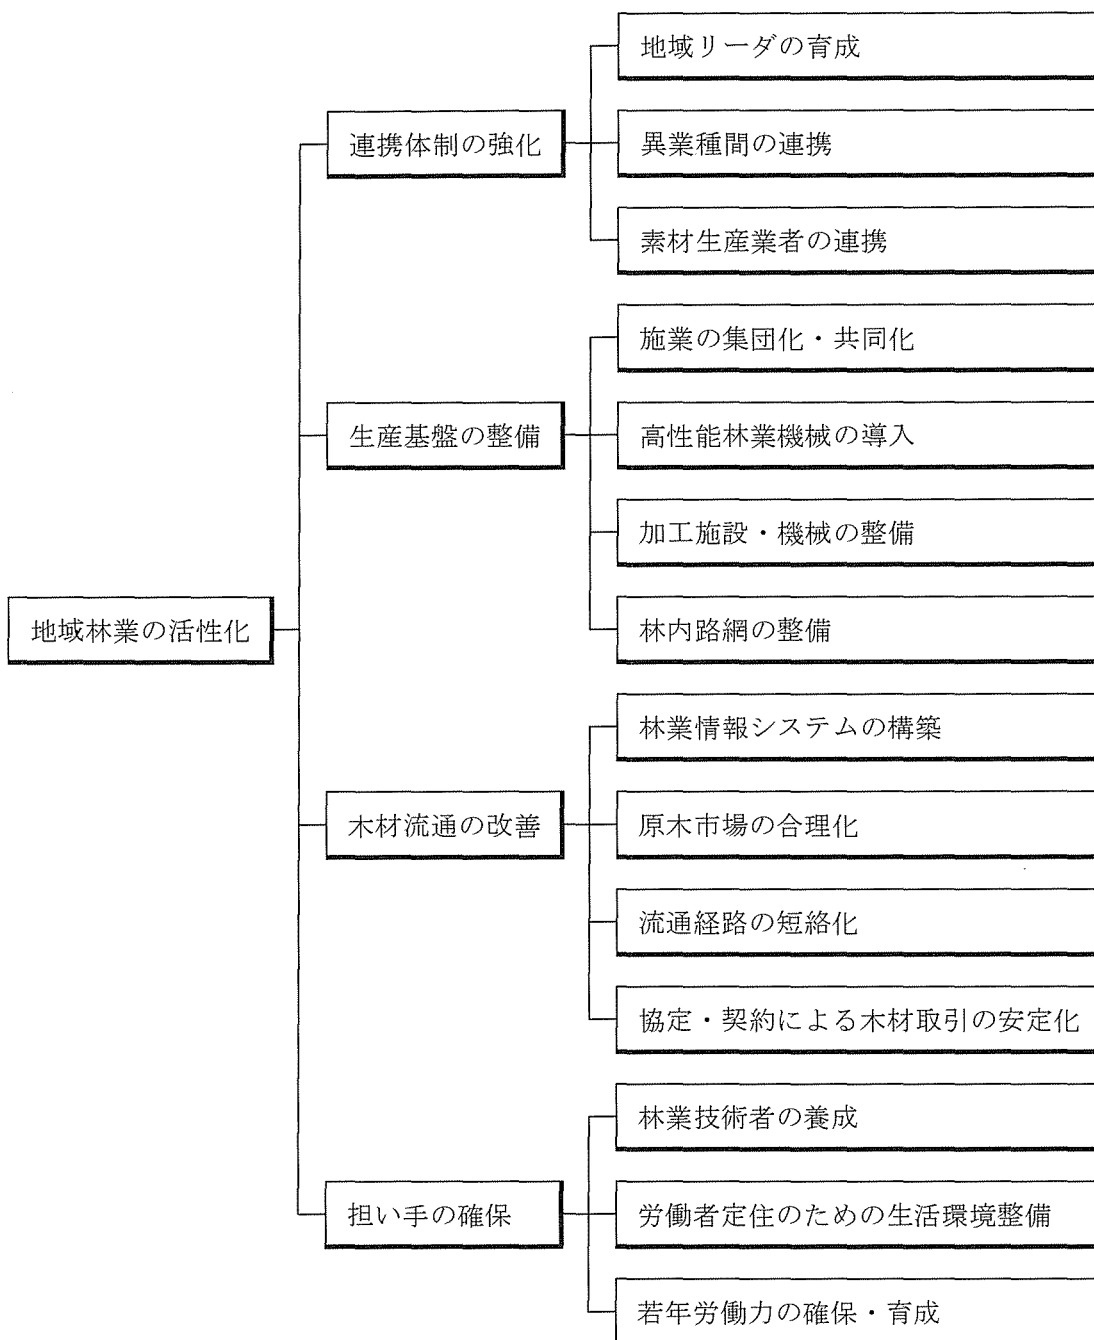 地域林業の活性化
連携体制の強化
地域リーダの育成
異業種間の連携
素材生産業者の連携
生産基盤の整備
施業の集団化・共同化
高性能林業機械の導入
加工施設・機械の整備
林内路網の整備
木材流通の改善
林業情報システムの構築
原木市場の合理化
流通経路の短絡化
協定・契約による木材取引の安定化
担い手の確保
林業技術者の養成
労働者定住のための生活環境整備
若年労働力の確保・育成